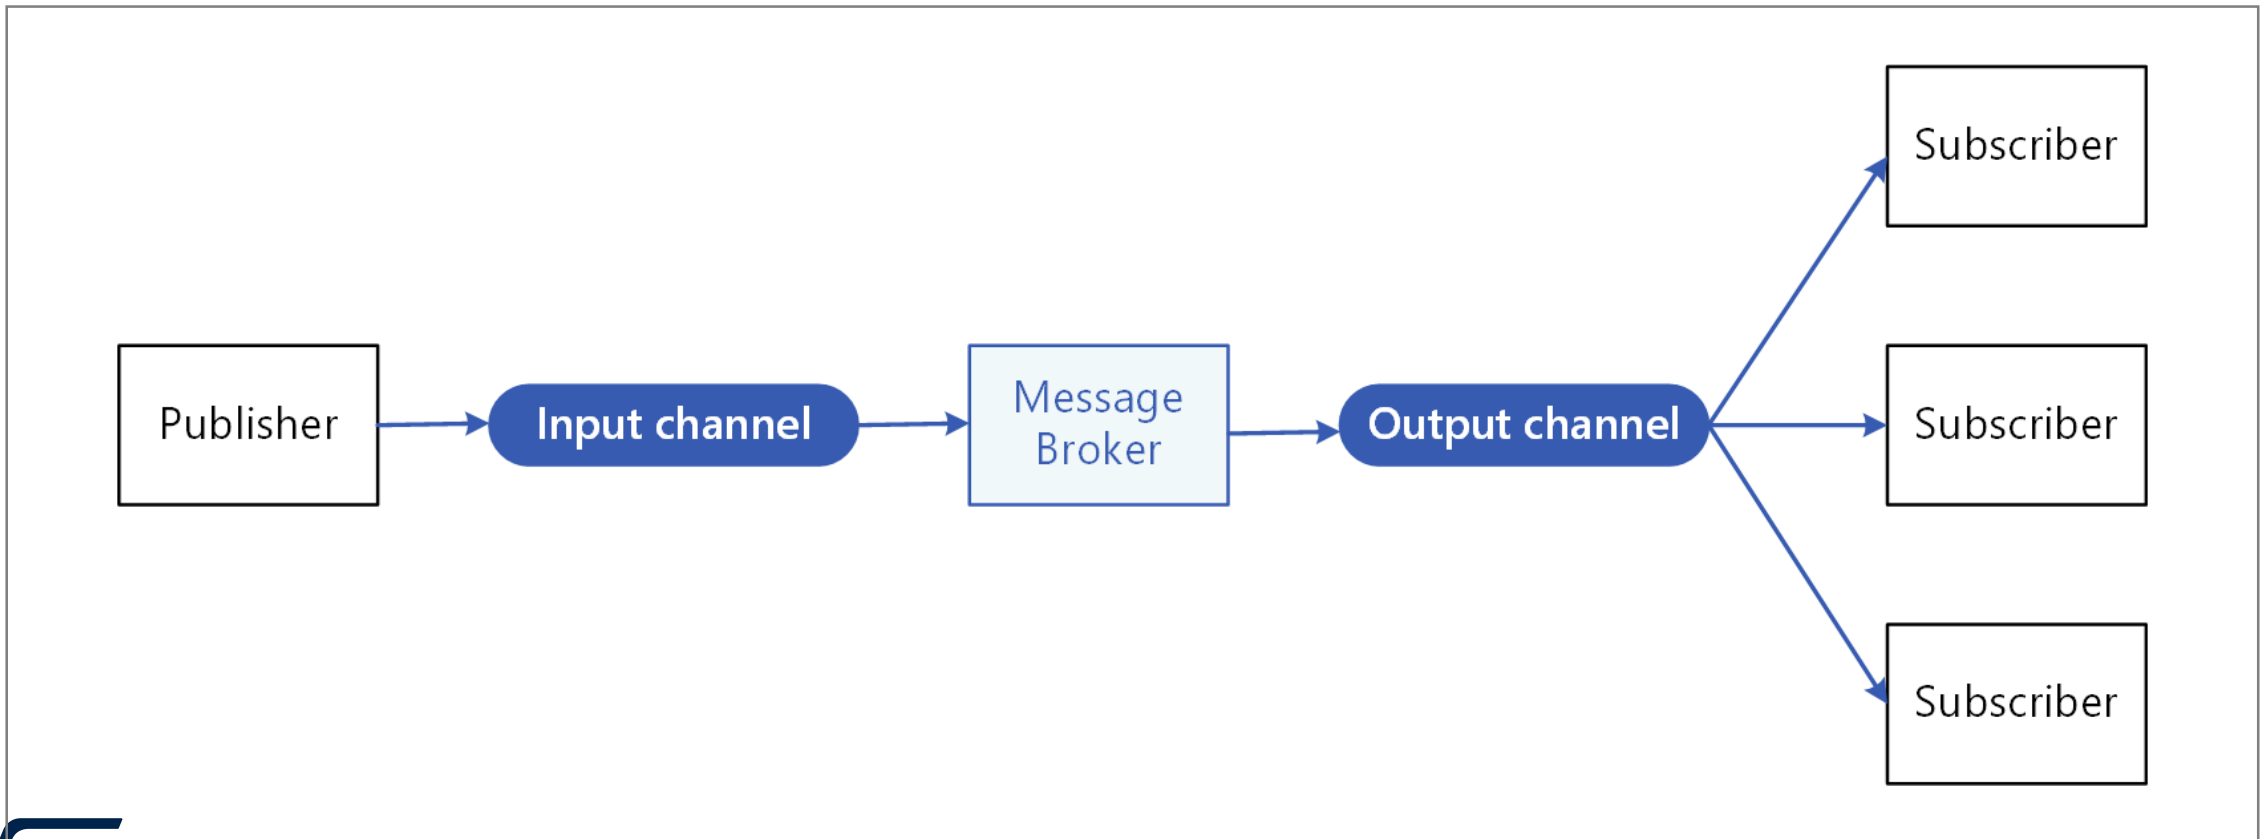 Subscriber
Publisher
Input channel
Message
Broker
Output channel
Subscriber
Subscriber